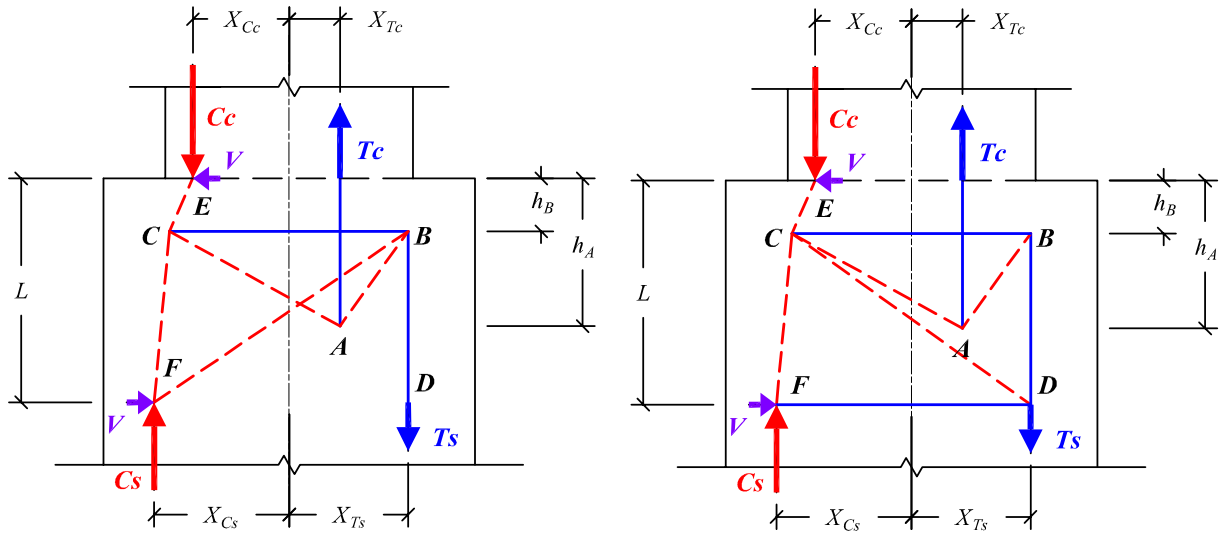 X_Cc X_Tc
Cc
Tc
V
E
h_B
C
B
h_A
L
A
F
D
V
Ts
Cs
X_Cs X_Ts
X_Cc X_Tc
Cc
Tc
V
E
h_B
C
B
h_A
L
A
F
D
V
Ts
Cs
X_Cs X_Ts